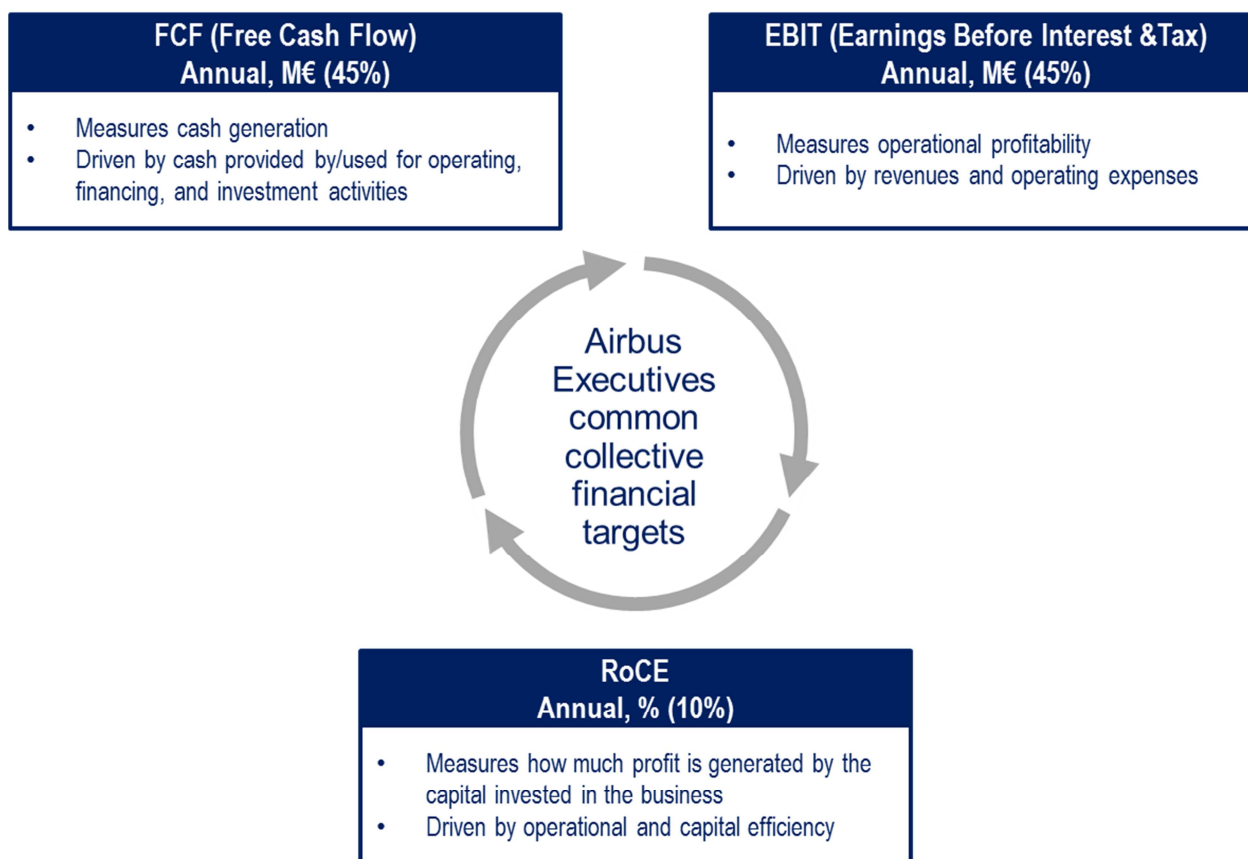 FCF (Free Cash Flow)
Annual, M€ (45%)
• Measures cash generation
• Driven by cash provided by/used for operating,
financing, and investment activities
EBIT (Earnings Before Interest &Tax)
Annual, M€ (45%)
• Measures operational profitability
• Driven by revenues and operating expenses
Airbus
Executives
common
collective
financial
targets
RoCE
Annual, % (10%)
• Measures how much profit is generated by the
capital invested in the business
• Driven by operational and capital efficiency